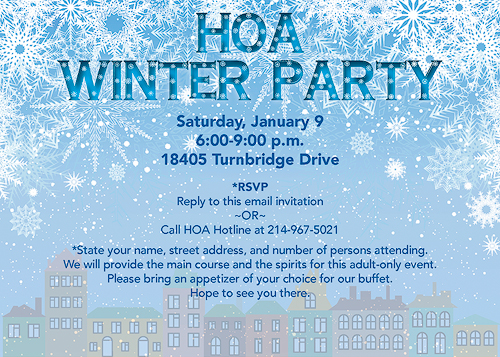 HOA
WINTER PARTY
Saturday, January 9
6:00-9:00 p.m.
18405 Turnbridge Drive
*RSVP
Reply to this email invitation
~OR~
Call HOA Hotline at 214-967-5021
*State your name, street address, and number of persons attending.
We will provide the main course and the spirits for this adult-only event.
Please bring an appetizer of your choice for our buffet.
Hope to see you there.